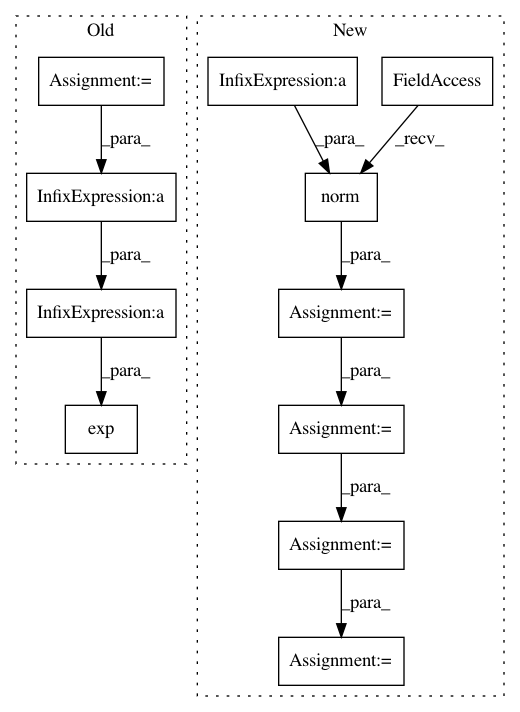 Old
Assignment:=
_para_
InfixExpression:a
_para_
InfixExpression:a
_para_
exp
New
InfixExpression:a
FieldAccess
_para_
_recv_
norm
_para_
Assignment:=
_para_
Assignment:=
_para_
Assignment:=
_para_
Assignment:=